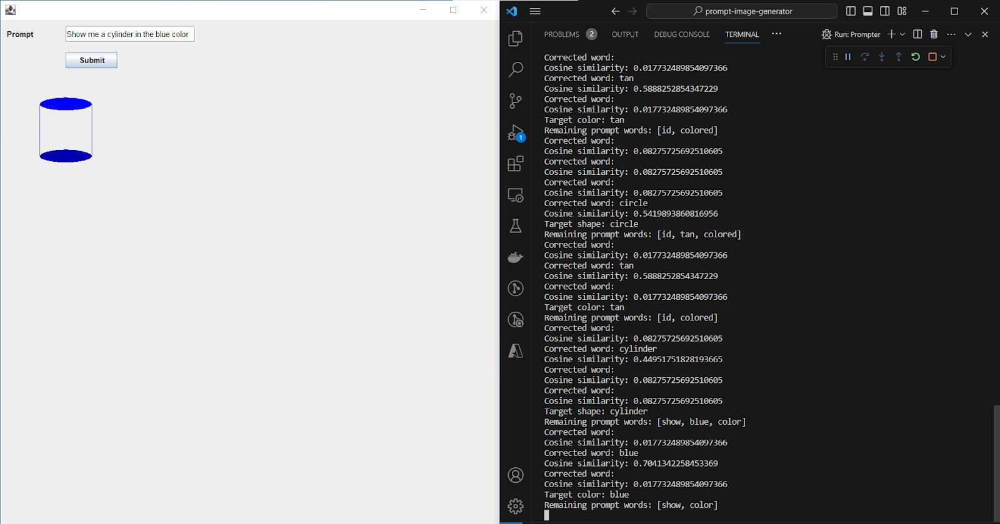 Prompt
Show me a cylinder in the blue color
Submit
prompt-image-generator
PROBLEMS 2 OUTPUT DEBUG CONSOLE TERMINAL ··· Run: Prompter
Corrected word:
Cosine similarity: 0.017732489854097366
Corrected word: tan
Cosine similarity: 0.5888252854347229
Corrected word:
Cosine similarity: 0.017732489854097366
Target color: tan
Remaining prompt words: [id, colored]
Corrected word:
Cosine similarity: 0.08275725692510605
Corrected word:
Cosine similarity: 0.08275725692510605
Corrected word:
Cosine similarity: 0.08275725692510605
Corrected word: circle
Cosine similarity: 0.5419893860816956
Target shape: circle
Remaining prompt words: [id, tan, colored]
Corrected word:
Cosine similarity: 0.017732489854097366
Corrected word: tan
Cosine similarity: 0.5888252854347229
Corrected word:
Cosine similarity: 0.017732489854097366
Target color: tan
Remaining prompt words: [id, colored]
Corrected word:
Cosine similarity: 0.08275725692510605
Corrected word: cylinder
Cosine similarity: 0.44951751828193665
Corrected word:
Cosine similarity: 0.08275725692510605
Corrected word:
Cosine similarity: 0.08275725692510605
Target shape: cylinder
Remaining prompt words: [show, blue, color]
Corrected word:
Cosine similarity: 0.017732489854097366
Corrected word: blue
Cosine similarity: 0.7041342258453369
Corrected word:
Cosine similarity: 0.017732489854097366
Target color: blue
Remaining prompt words: [show, color]
1